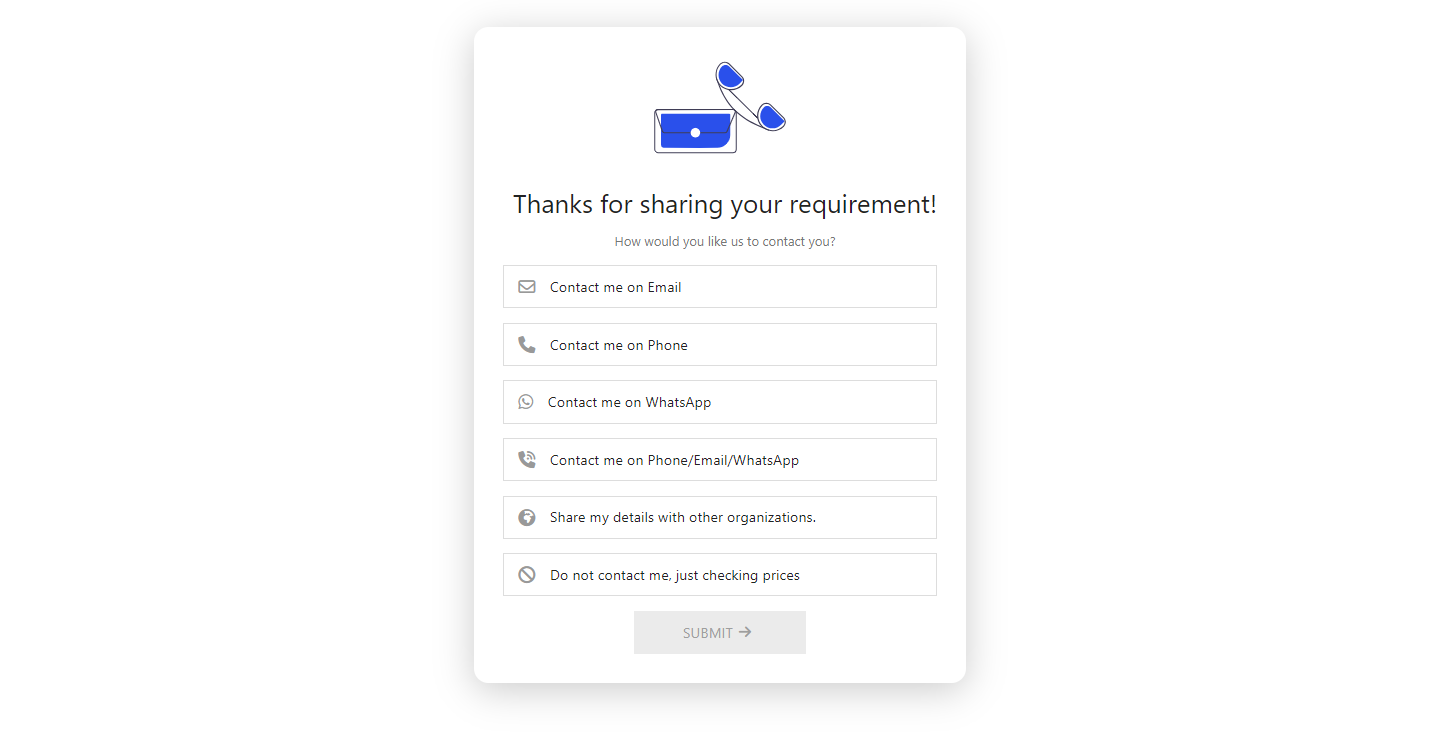 Thanks for sharing your requirement!
How would you like us to contact you?
Contact me on Email
Contact me on Phone
Contact me on WhatsApp
Contact me on Phone/Email/WhatsApp
Share my details with other organizations.
Do not contact me, just checking prices
SUBMIT